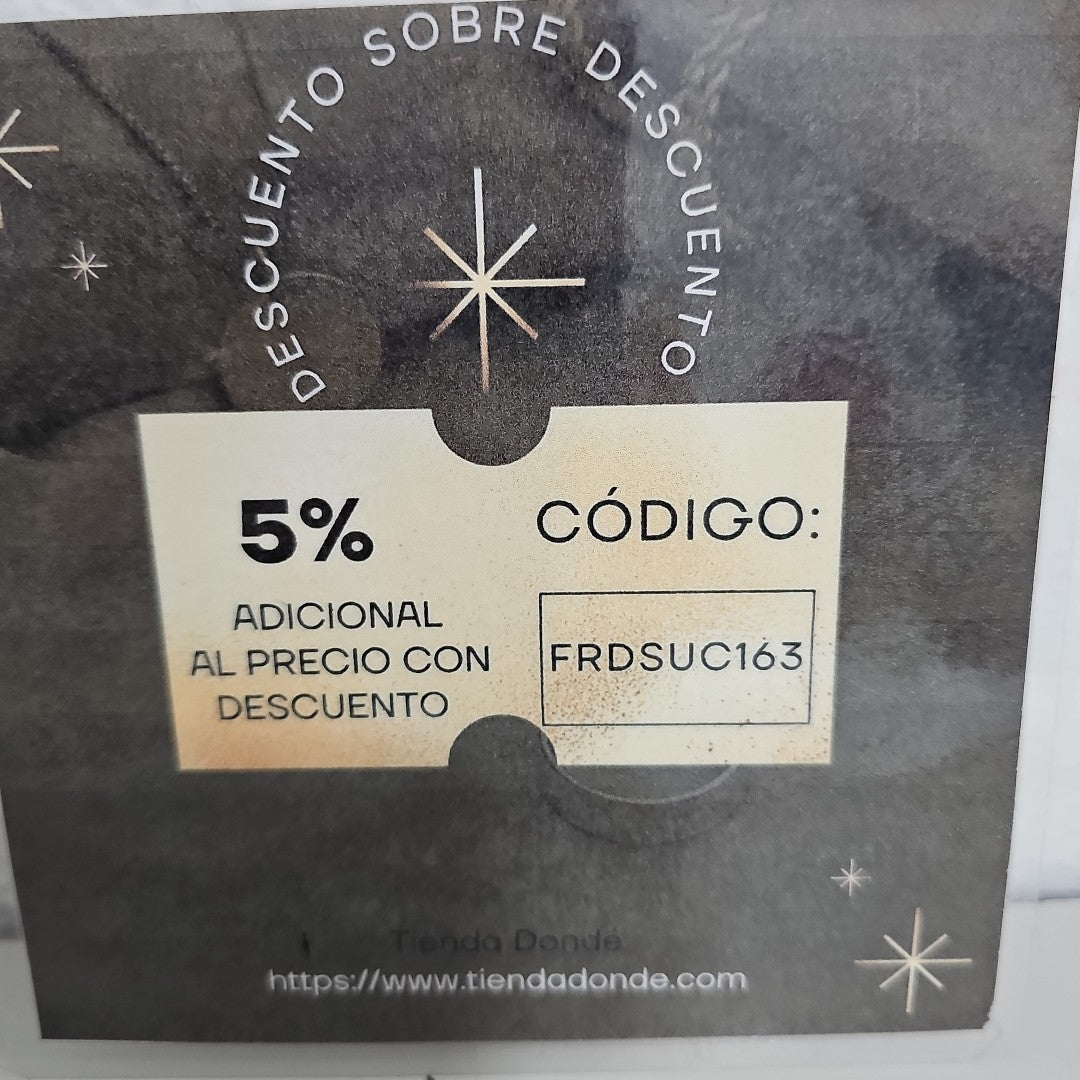 DESCUENTO SOBRE DESCUENTO
5%
ADICIONAL
AL PRECIO CON
DESCUENTO
CÓDIGO:
FRDSUC163
Tienda Donde
https://www.tiendadonde.com